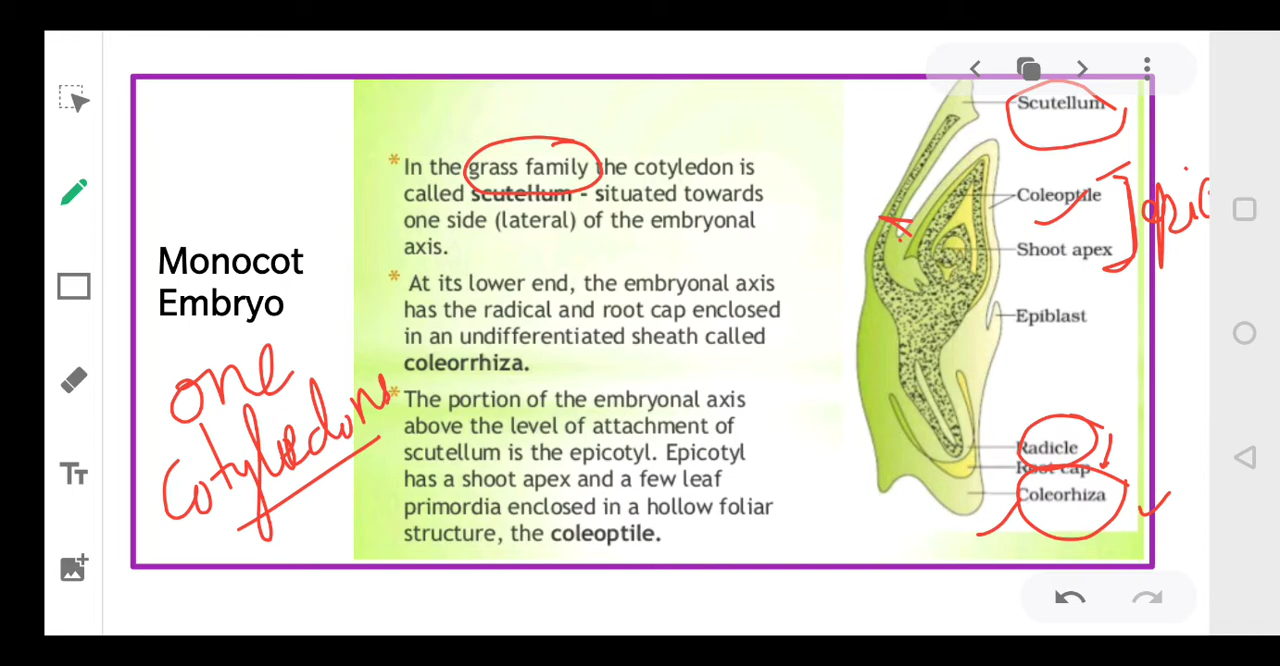 Monocot
Embryo
one
cotyledons
* In the grass family the cotyledon is
called scutellum - situated towards
one side (lateral) of the embryonal
axis.
* At its lower end, the embryonal axis
has the radical and root cap enclosed
in an undifferentiated sheath called
coleorrhiza.
* The portion of the embryonal axis
above the level of attachment of
scutellum is the epicotyl. Epicotyl
has a shoot apex and a few leaf
primordia enclosed in a hollow foliar
structure, the coleoptile.
Scutellum
Coleoptile
Shoot apex
epic
Epiblast
Radicle
Root cap
Coleorhiza
Tт